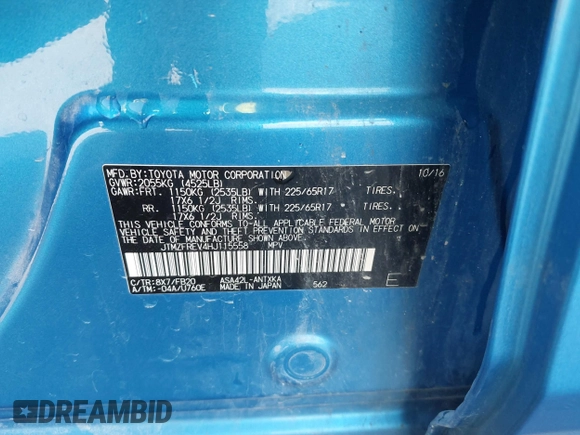 MFD. BY: TOYOTA MOTOR CORPORATION 10/16
GVWR: 2055KG (4525LB)
GAWR: FRT. 1150KG (2535LB) WITH 225/65R17 TIRES,
17X6 1/2J RIMS.
RR. 1150KG (2535LB) WITH 225/65R17 TIRES,
17X6 1/2J RIMS.
THIS VEHICLE CONFORMS TO ALL APPLICABLE FEDERAL MOTOR
VEHICLE SAFETY AND BUMPER STANDARDS IN EFFECT ON
THE DATE OF MANUFACTURE SHOWN ABOVE.
JTMZFREV4HJ115558 MPV
C/TR: 8X7/FB20 ASA42L-ANTXKA
A/TM: -04A/U760E MADE IN JAPAN 562 E
DREAMBID